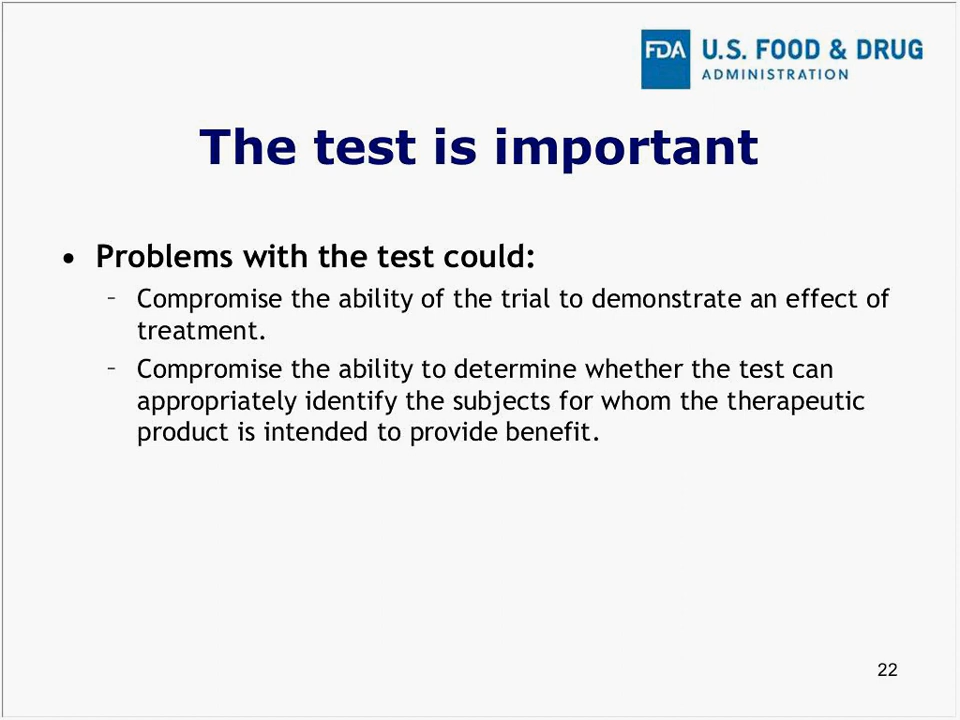 FDA U.S. FOOD & DRUG
ADMINISTRATION
The test is important
• Problems with the test could:
– Compromise the ability of the trial to demonstrate an effect of
treatment.
– Compromise the ability to determine whether the test can
appropriately identify the subjects for whom the therapeutic
product is intended to provide benefit.
22